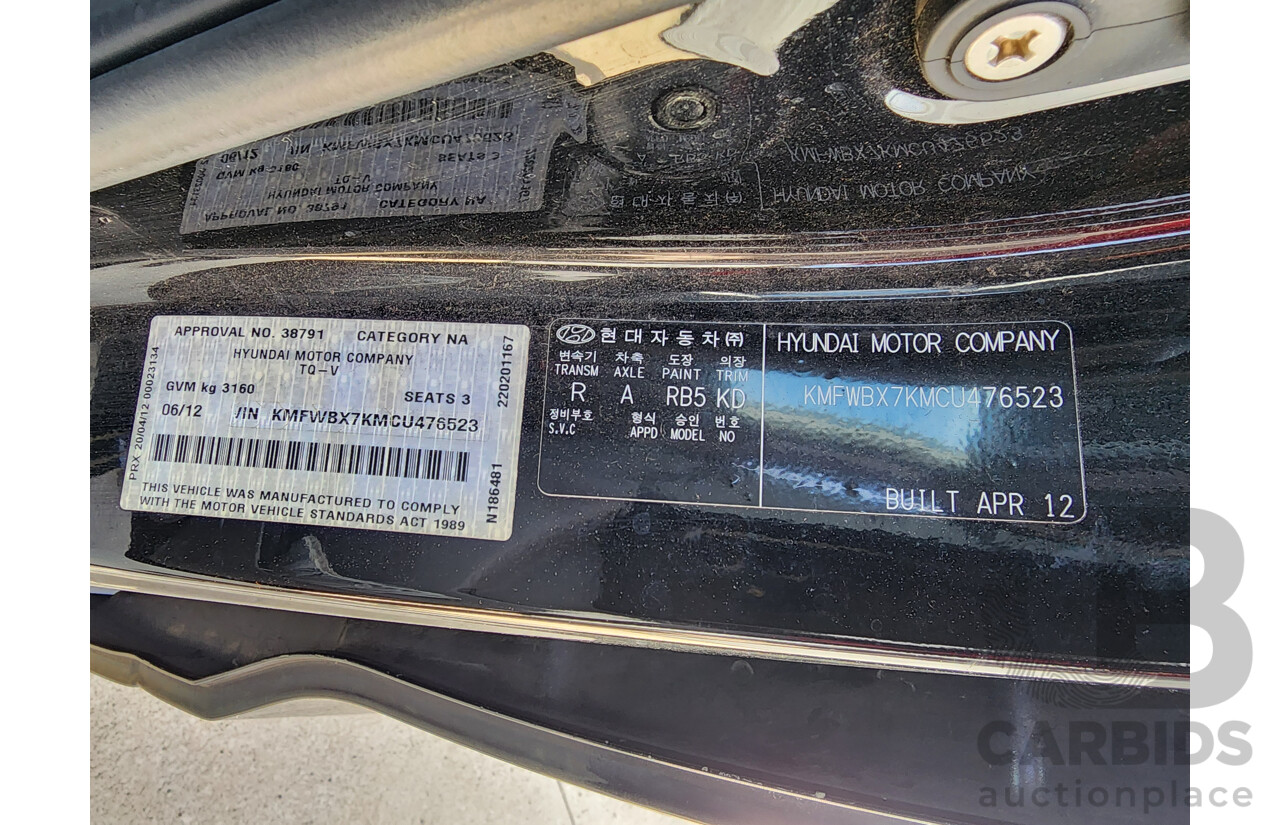 APPROVAL NO. 38791 CATEGORY NA
HYUNDAI MOTOR COMPANY
TQ-V
GVM kg 3160 SEATS 3
06/12 VIN KMFWBX7KMCU476523
THIS VEHICLE WAS MANUFACTURED TO COMPLY
WITH THE MOTOR VEHICLE STANDARDS ACT 1989
PRX 20/04/12 00023134
220201167
N186481
현대자동차㈜
변속기 차축 도장 의장
TRANSM AXLE PAINT TRIM
R A RB5 KD
정비부호 형식 승인 번호
S.V.C APPD MODEL NO
HYUNDAI MOTOR COMPANY
KMFWBX7KMCU476523
BUILT APR 12
CARBIDS
auctionplace